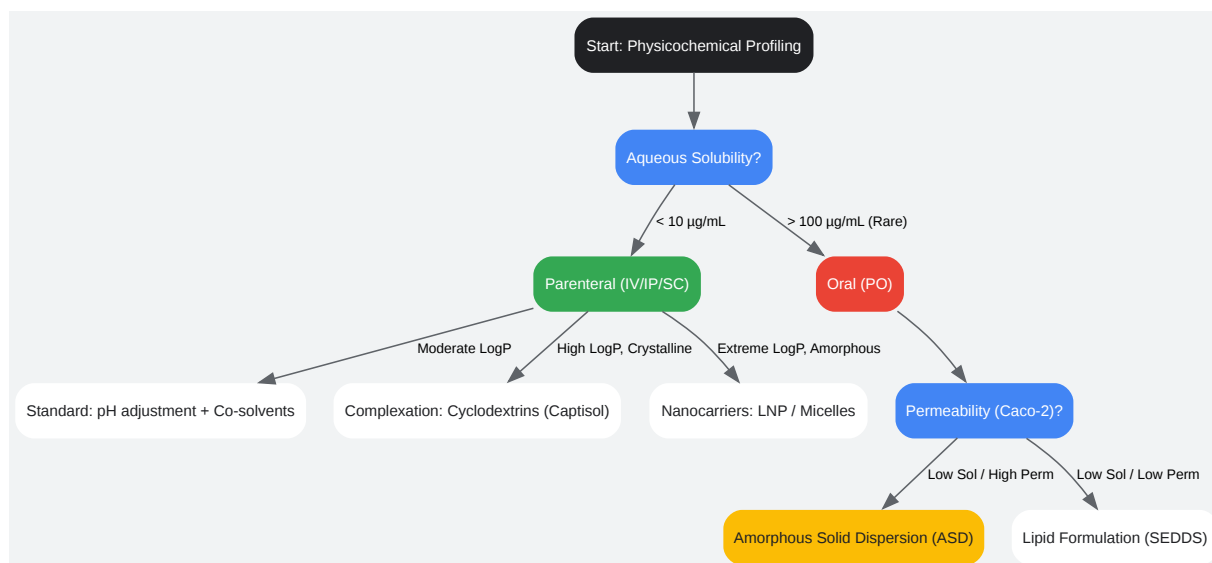 Start: Physicochemical Profiling
Aqueous Solubility?
< 10 µg/mL
> 100 µg/mL (Rare)
Parenteral (IV/IP/SC)
Oral (PO)
Moderate LogP
High LogP, Crystalline
Extreme LogP, Amorphous
Standard: pH adjustment + Co-solvents
Complexation: Cyclodextrins (Captisol)
Nanocarriers: LNP / Micelles
Permeability (Caco-2)?
Low Sol / High Perm
Low Sol / Low Perm
Amorphous Solid Dispersion (ASD)
Lipid Formulation (SEDDS)